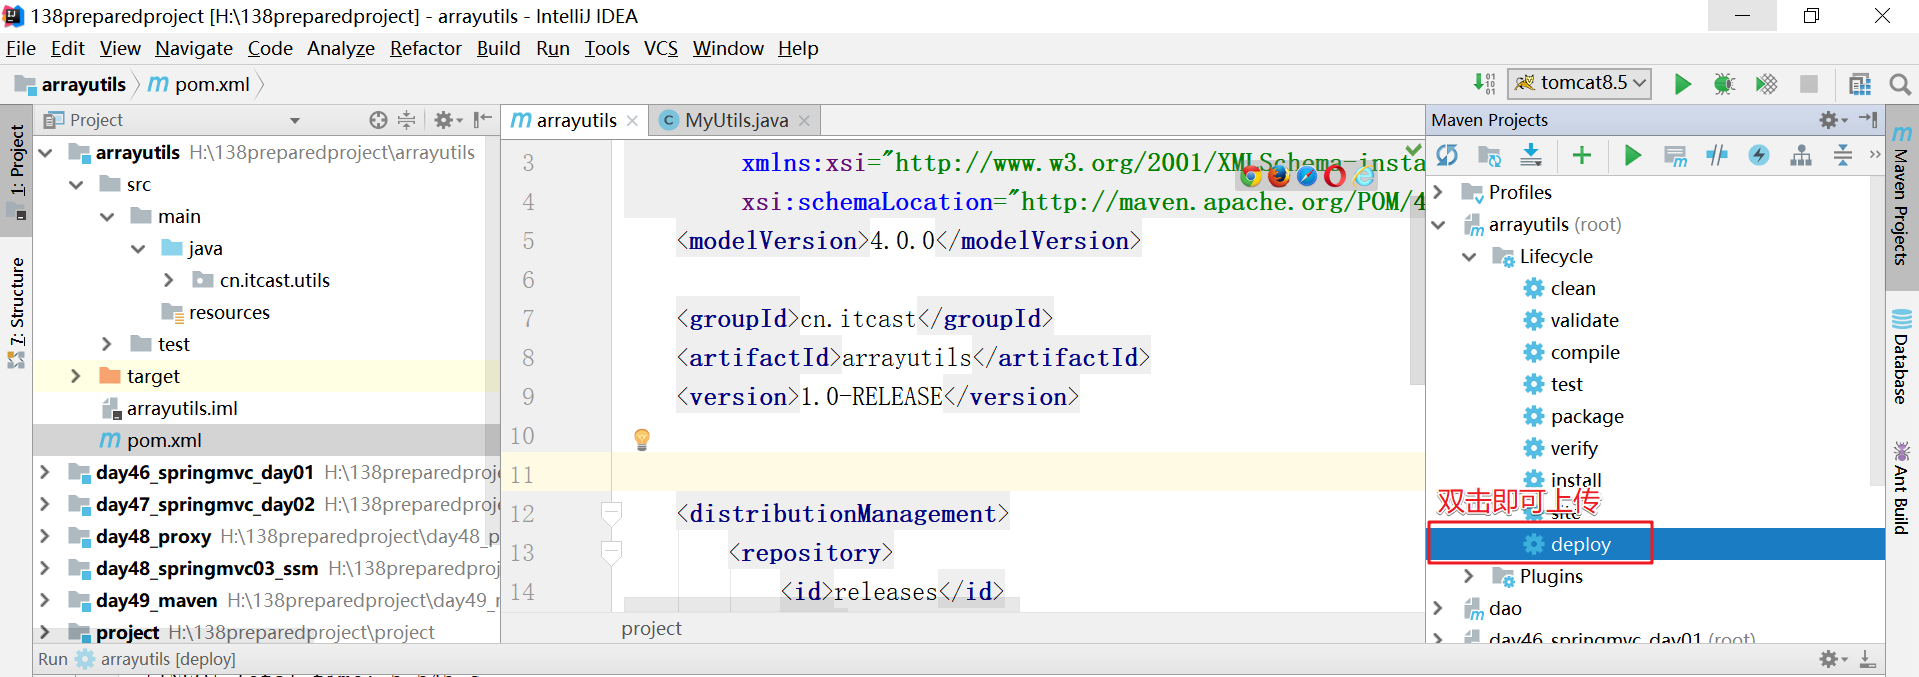 138preparedproject [H:\138preparedproject] - arrayutils - IntelliJ IDEA
File Edit View Navigate Code Analyze Refactor Build Run Tools VCS Window Help
arrayutils pom.xml
tomcat8.5
1: Project
7: Structure
Project
arrayutils H:\138preparedproject\arrayutils
src
main
java
cn.itcast.utils
resources
test
target
arrayutils.iml
pom.xml
day46_springmvc_day01 H:\138preparedproje
day47_springmvc_day02 H:\138preparedproje
day48_proxy H:\138preparedproject\day48_p
day48_springmvc03_ssm H:\138preparedproj
day49_maven H:\138preparedproject\day49_r
project H:\138preparedproject\project
arrayutils MyUtils.java
3 xmlns:xsi="http://www.w3.org/2001/XMLSchema-insta
4 xsi:schemaLocation="http://maven.apache.org/POM/4
5 <modelVersion>4.0.0</modelVersion>
6
7 <groupId>cn.itcast</groupId>
8 <artifactId>arrayutils</artifactId>
9 <version>1.0-RELEASE</version>
10
11
12 <distributionManagement>
13 <repository>
14 <id>releases</id>
project
Maven Projects
Profiles
arrayutils (root)
Lifecycle
clean
validate
compile
test
package
verify
install
双击即可上传
site
deploy
Plugins
dao
day46_springmvc_day01 (root)
Maven Projects
Database
Ant Build
Run arrayutils [deploy]